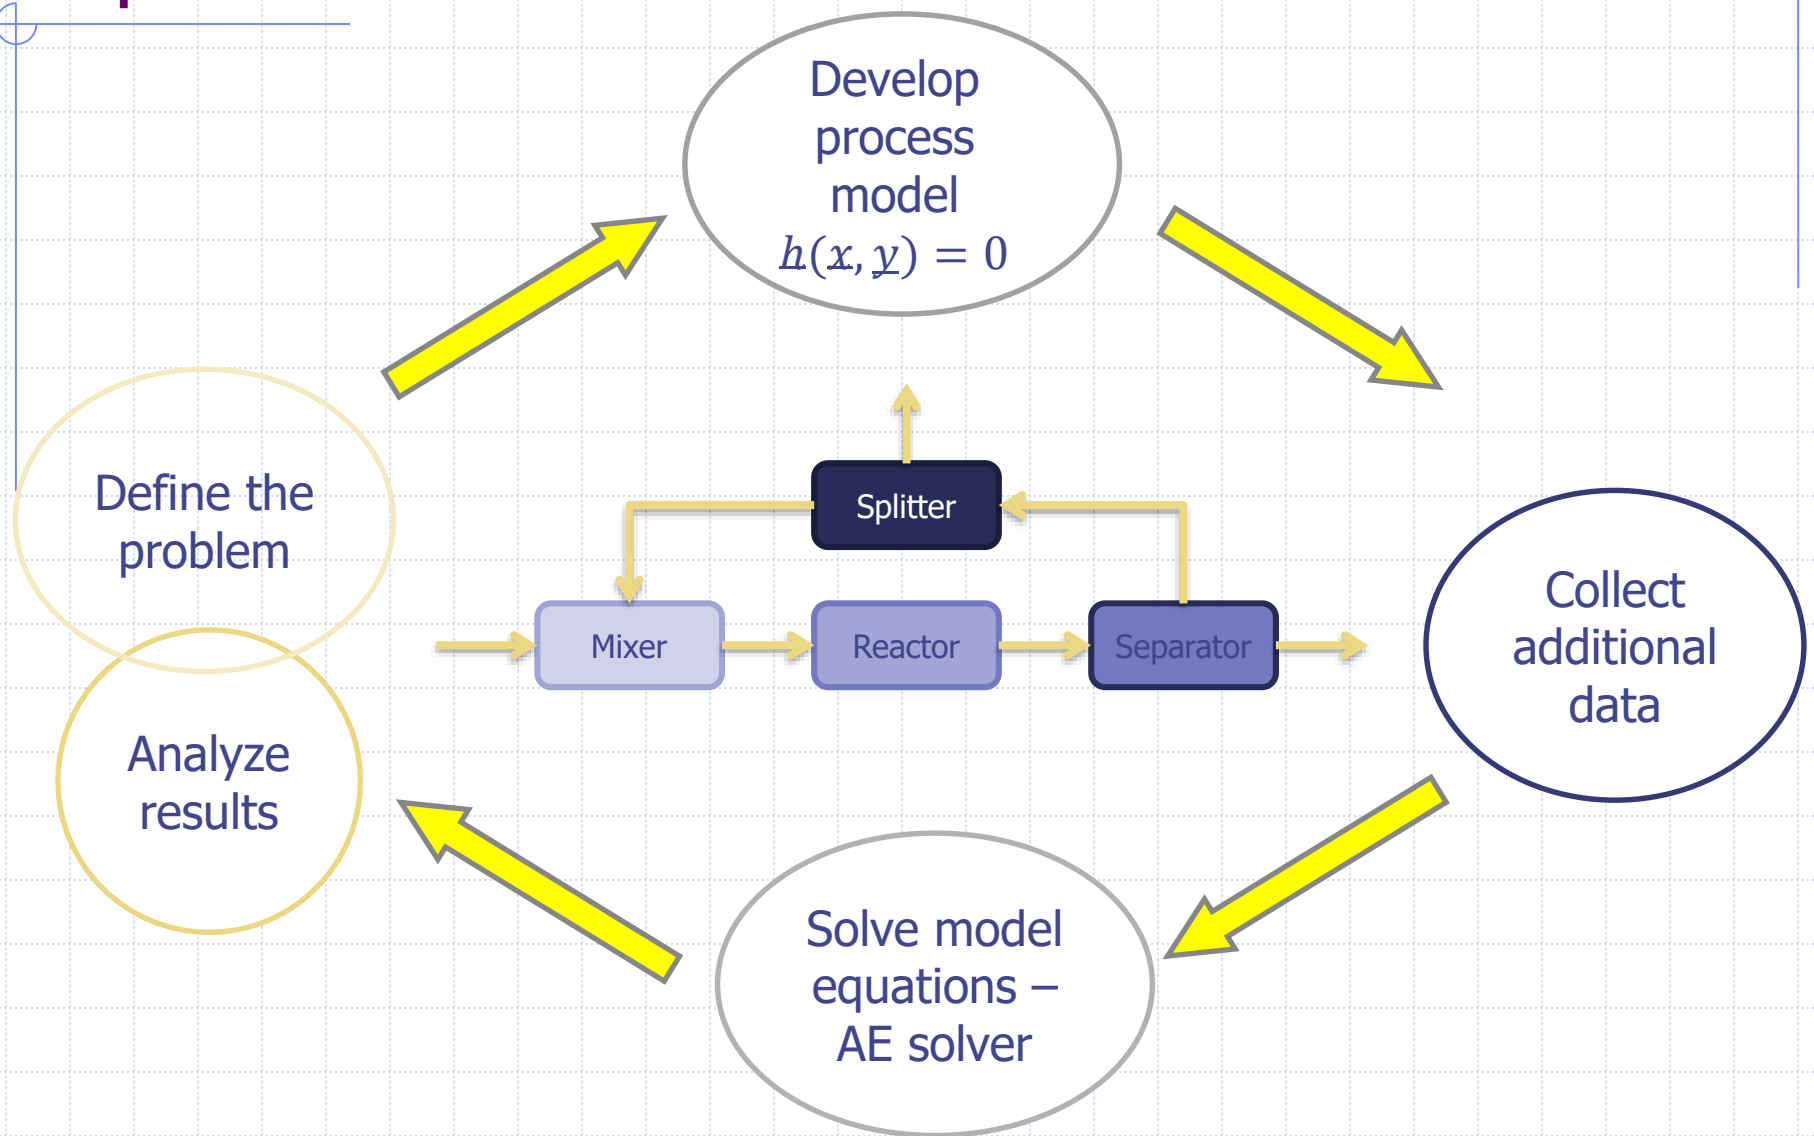 Develop
process
model
h(x, y) = 0
Define the
problem
Splitter
Mixer
Reactor
Separator
Collect
additional
data
Analyze
results
Solve model
equations –
AE solver